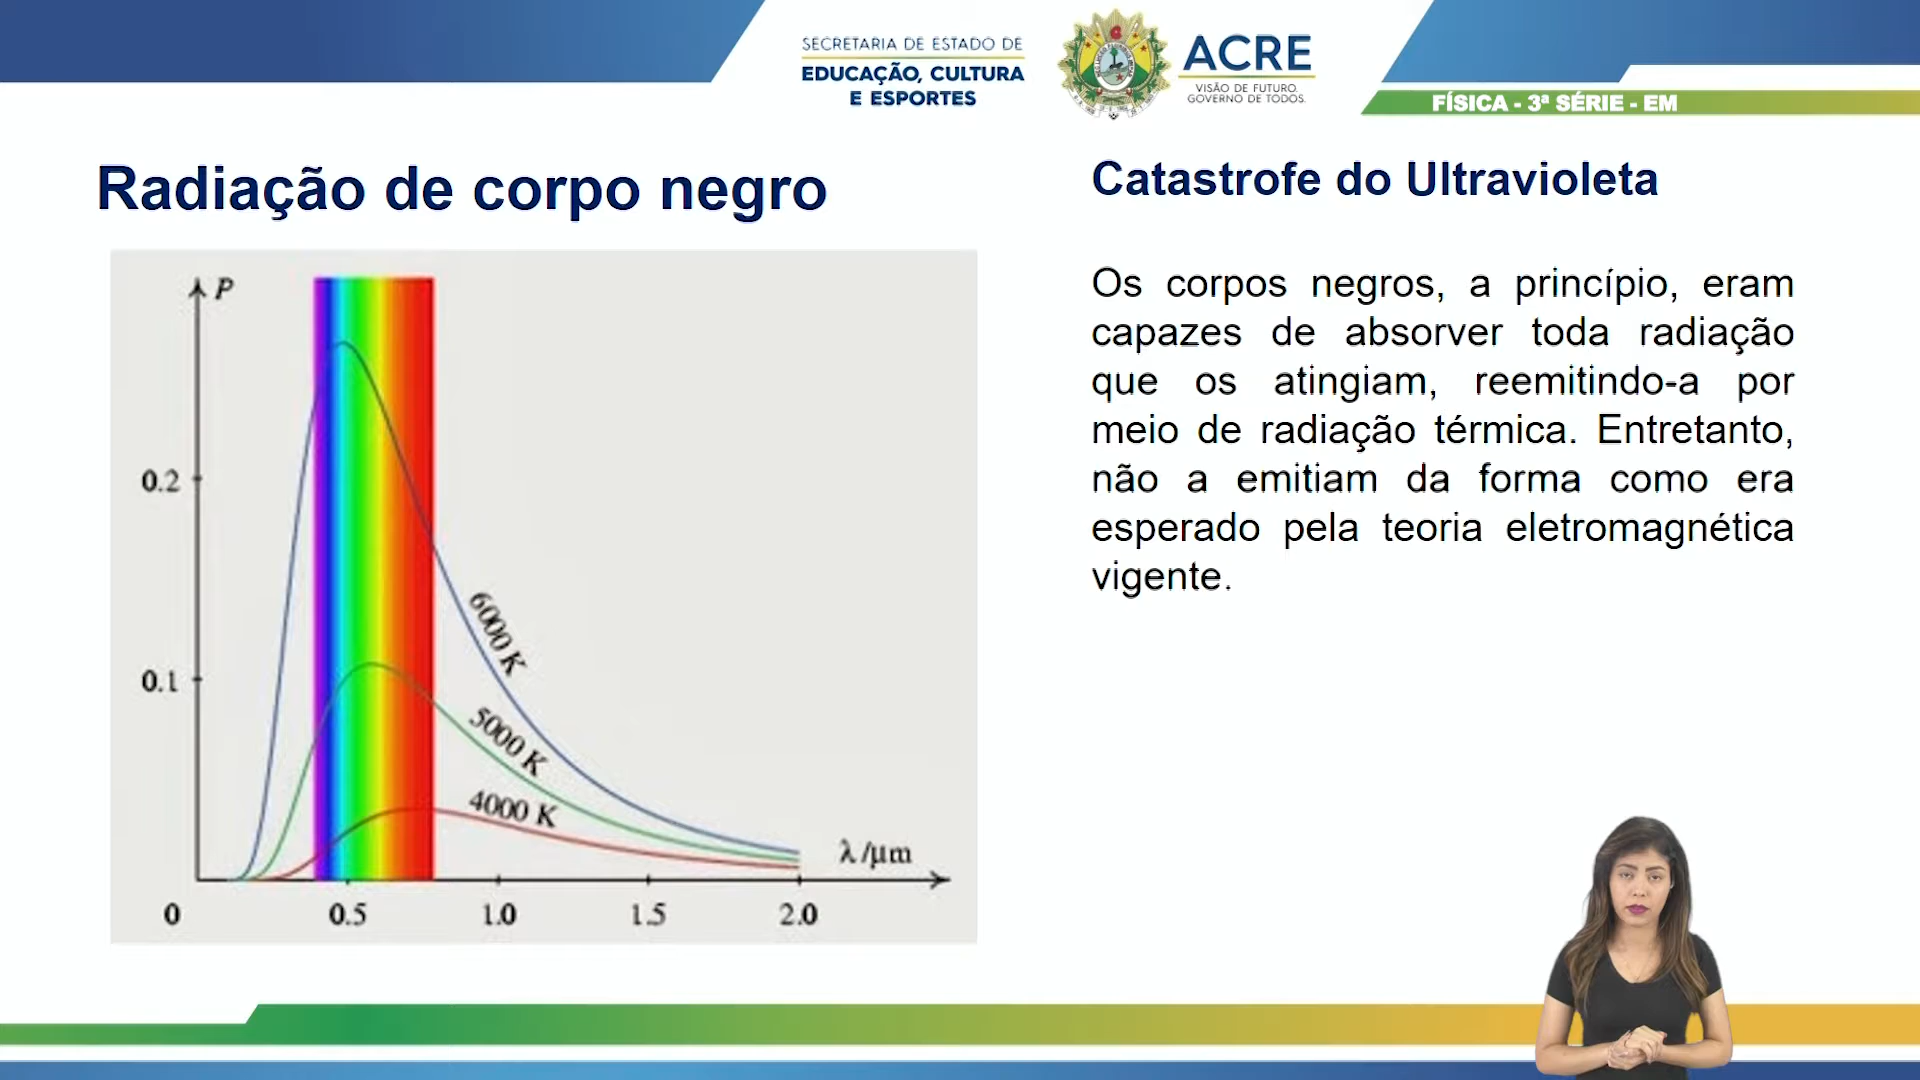 SECRETARIA DE ESTADO DE
EDUCAÇÃO, CULTURA
E ESPORTES
ACRE
VISÃO DE FUTURO.
GOVERNO DE TODOS.
FÍSICA - 3ª SÉRIE - EM
Radiação de corpo negro
P
0.2
0.1
6000 K
5000 K
4000 K
λ /μm
0 0.5 1.0 1.5 2.0
Catastrofe do Ultravioleta
Os corpos negros, a princípio, eram
capazes de absorver toda radiação
que os atingiam, reemitindo-a por
meio de radiação térmica. Entretanto,
não a emitiam da forma como era
esperado pela teoria eletromagnética
vigente.